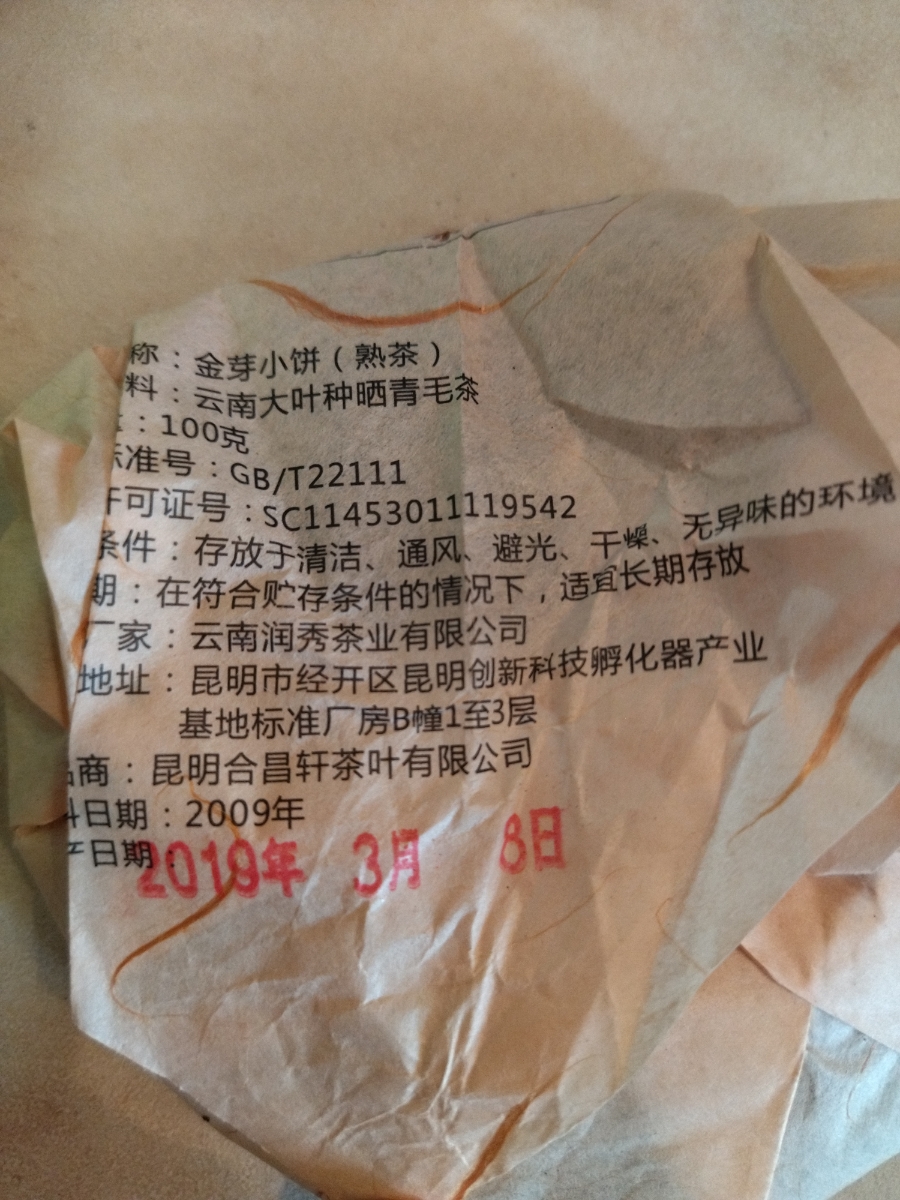 称：金芽小饼（熟茶）
料：云南大叶种晒青毛茶
：100克
标准号：GB/T22111
许可证号：SC11453011119542
条件：存放于清洁、通风、避光、干燥、无异味的环境
期：在符合贮存条件的情况下，适宜长期存放
厂家：云南润秀茶业有限公司
地址：昆明市经开区昆明创新科技孵化器产业
基地标准厂房B幢1至3层
品商：昆明合昌轩茶叶有限公司
料日期：2009年
产日期：2019年 3月 8日